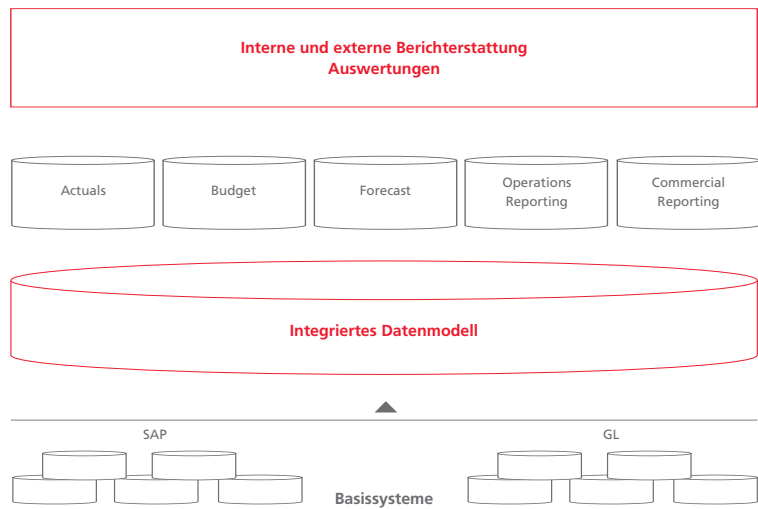 Interne und externe Berichterstattung
Auswertungen
Actuals
Budget
Forecast
Operations
Reporting
Commercial
Reporting
Integriertes Datenmodell
SAP
GL
Basissysteme